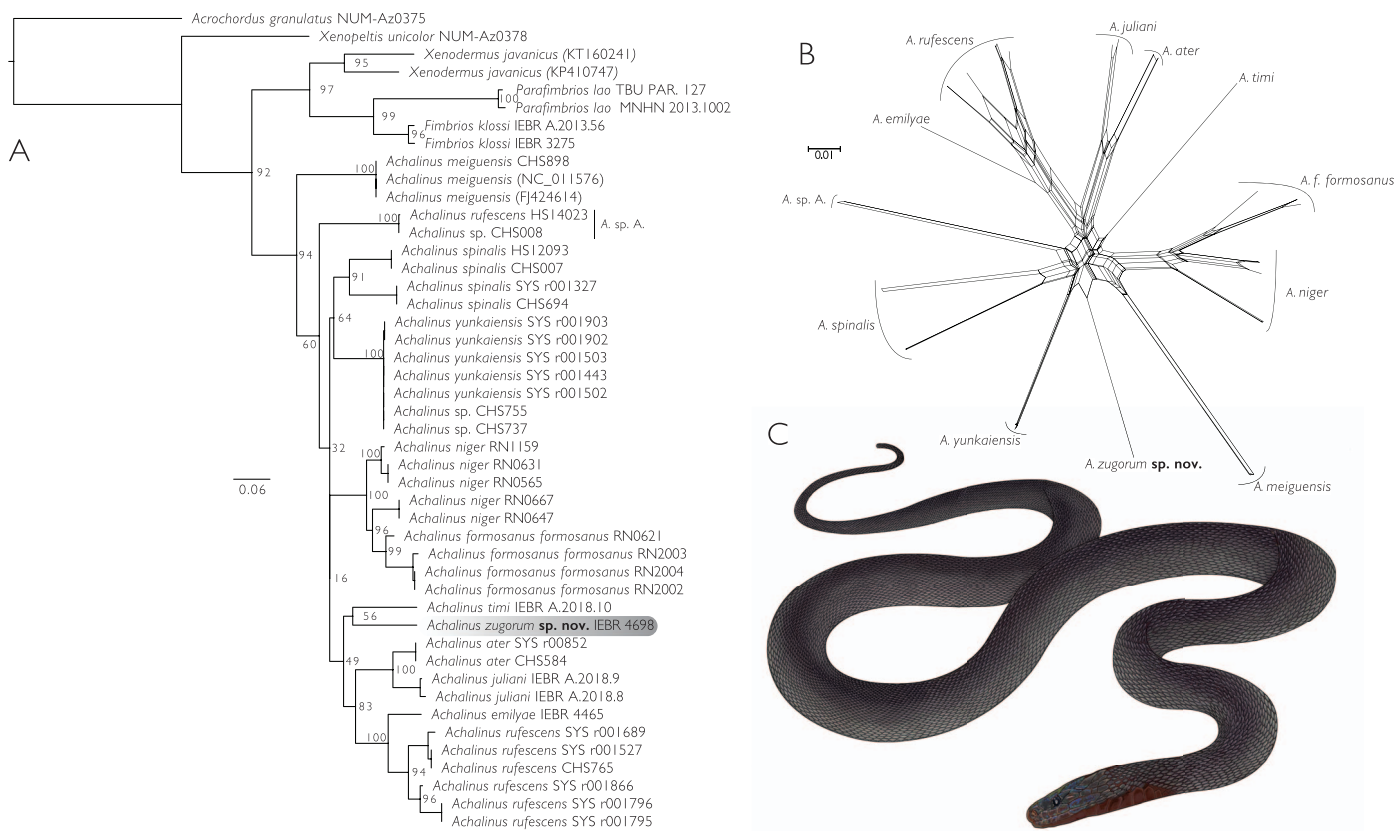 Acrochordus granulatus NUM-Az0375
Xenopeltis unicolor NUM-Az0378
Xenodermus javanicus (KT160241)
95
Xenodermus javanicus (KP410747)
97
Parafimbrios lao TBU PAR. 127
100
Parafimbrios lao MNHN 2013.1002
99
Fimbrios klossi IEBR A.2013.56
96
Fimbrios klossi IEBR 3275
A
92
Achalinus meiguensis CHS898
100
Achalinus meiguensis (NC_011576)
Achalinus meiguensis (FJ424614)
Achalinus rufescens HS14023
100
A. sp. A.
Achalinus sp. CHS008
94
Achalinus spinalis HS12093
Achalinus spinalis CHS007
91
Achalinus spinalis SYS r001327
Achalinus spinalis CHS694
64
Achalinus yunkaiensis SYS r001903
Achalinus yunkaiensis SYS r001902
60
100
Achalinus yunkaiensis SYS r001503
Achalinus yunkaiensis SYS r001443
Achalinus yunkaiensis SYS r001502
Achalinus sp. CHS755
Achalinus sp. CHS737
32
Achalinus niger RN1159
100
Achalinus niger RN0631
Achalinus niger RN0565
0.06
100
Achalinus niger RN0667
Achalinus niger RN0647
96
Achalinus formosanus formosanus RN0621
99
Achalinus formosanus formosanus RN2003
Achalinus formosanus formosanus RN2004
16
Achalinus formosanus formosanus RN2002
Achalinus timi IEBR A.2018.10
56
Achalinus zugorum sp. nov. IEBR 4698
Achalinus ater SYS r00852
49
Achalinus ater CHS584
100
Achalinus juliani IEBR A.2018.9
Achalinus juliani IEBR A.2018.8
83
Achalinus emilyae IEBR 4465
100
Achalinus rufescens SYS r001689
Achalinus rufescens SYS r001527
Achalinus rufescens CHS765
94
Achalinus rufescens SYS r001866
96
Achalinus rufescens SYS r001796
Achalinus rufescens SYS r001795
B
A. rufescens
A. juliani
A. ater
A. timi
A. emilyae
0.01
A. f. formosanus
A. sp. A.
A. niger
A. spinalis
A. yunkaiensis
A. zugorum sp. nov.
A. meiguensis
C